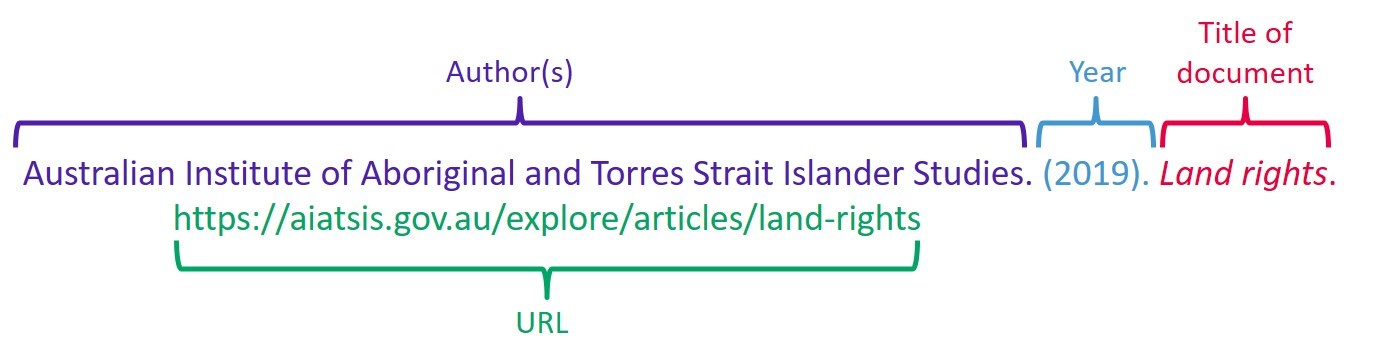 Title of
Author(s) Year document
Australian Institute of Aboriginal and Torres Strait Islander Studies. (2019). Land rights.
https://aiatsis.gov.au/explore/articles/land-rights
URL